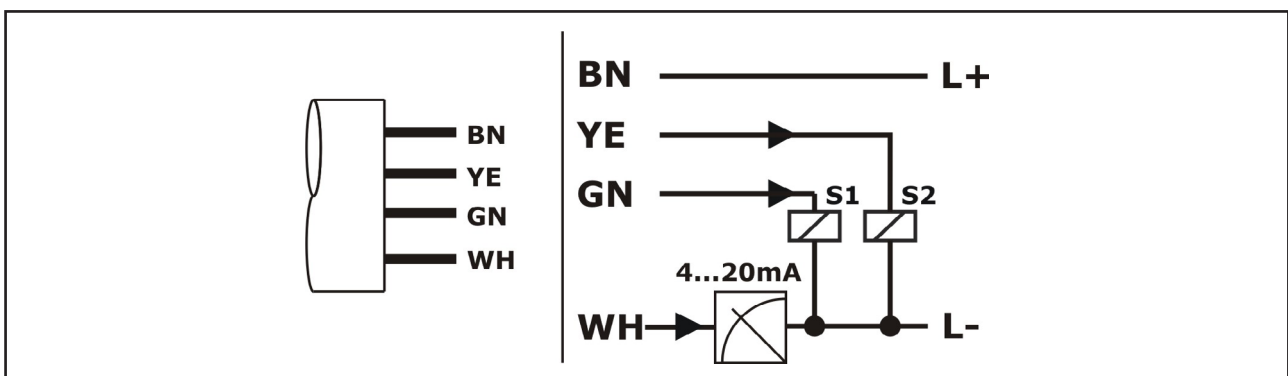 BN
YE
GN
WH
BN L+
YE
GN S1 S2
4...20mA
WH L-